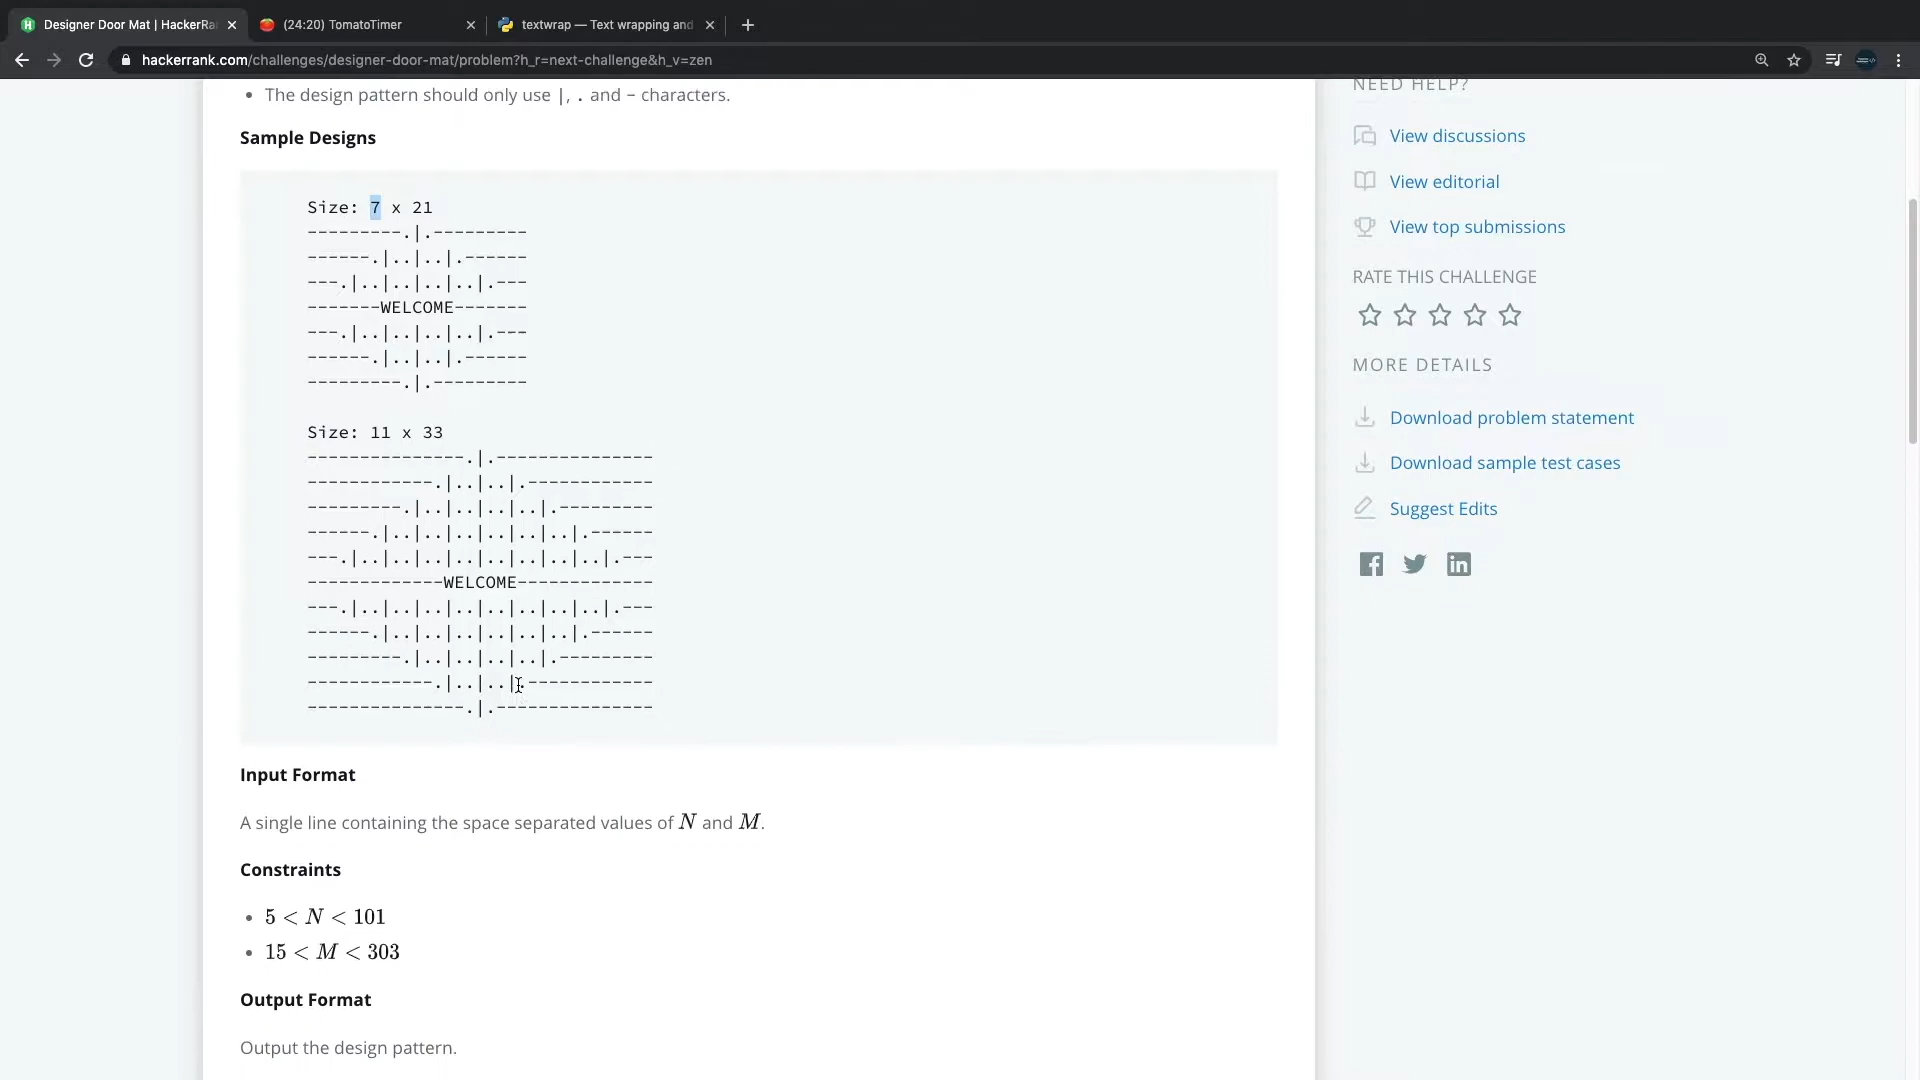 Designer Door Mat | HackerRa
(24:20) TomatoTimer
textwrap — Text wrapping and
hackerrank.com/challenges/designer-door-mat/problem?h_r=next-challenge&h_v=zen
• The design pattern should only use |, . and - characters.
Sample Designs
Size: 7 x 21
---------.|.---------
------.|..|..|.------
---.|..|..|..|..|.---
-------WELCOME-------
---.|..|..|..|..|.---
------.|..|..|.------
---------.|.---------
Size: 11 x 33
---------------.|.---------------
------------.|..|..|.------------
---------.|..|..|..|..|.---------
------.|..|..|..|..|..|..|.------
---.|..|..|..|..|..|..|..|..|.---
-------------WELCOME-------------
---.|..|..|..|..|..|..|..|..|.---
------.|..|..|..|..|..|..|.------
---------.|..|..|..|..|.---------
------------.|..|..|.------------
---------------.|.---------------
Input Format
A single line containing the space separated values of N and M.
Constraints
• 5 < N < 101
• 15 < M < 303
Output Format
Output the design pattern.
NEED HELP?
View discussions
View editorial
View top submissions
RATE THIS CHALLENGE
MORE DETAILS
Download problem statement
Download sample test cases
Suggest Edits